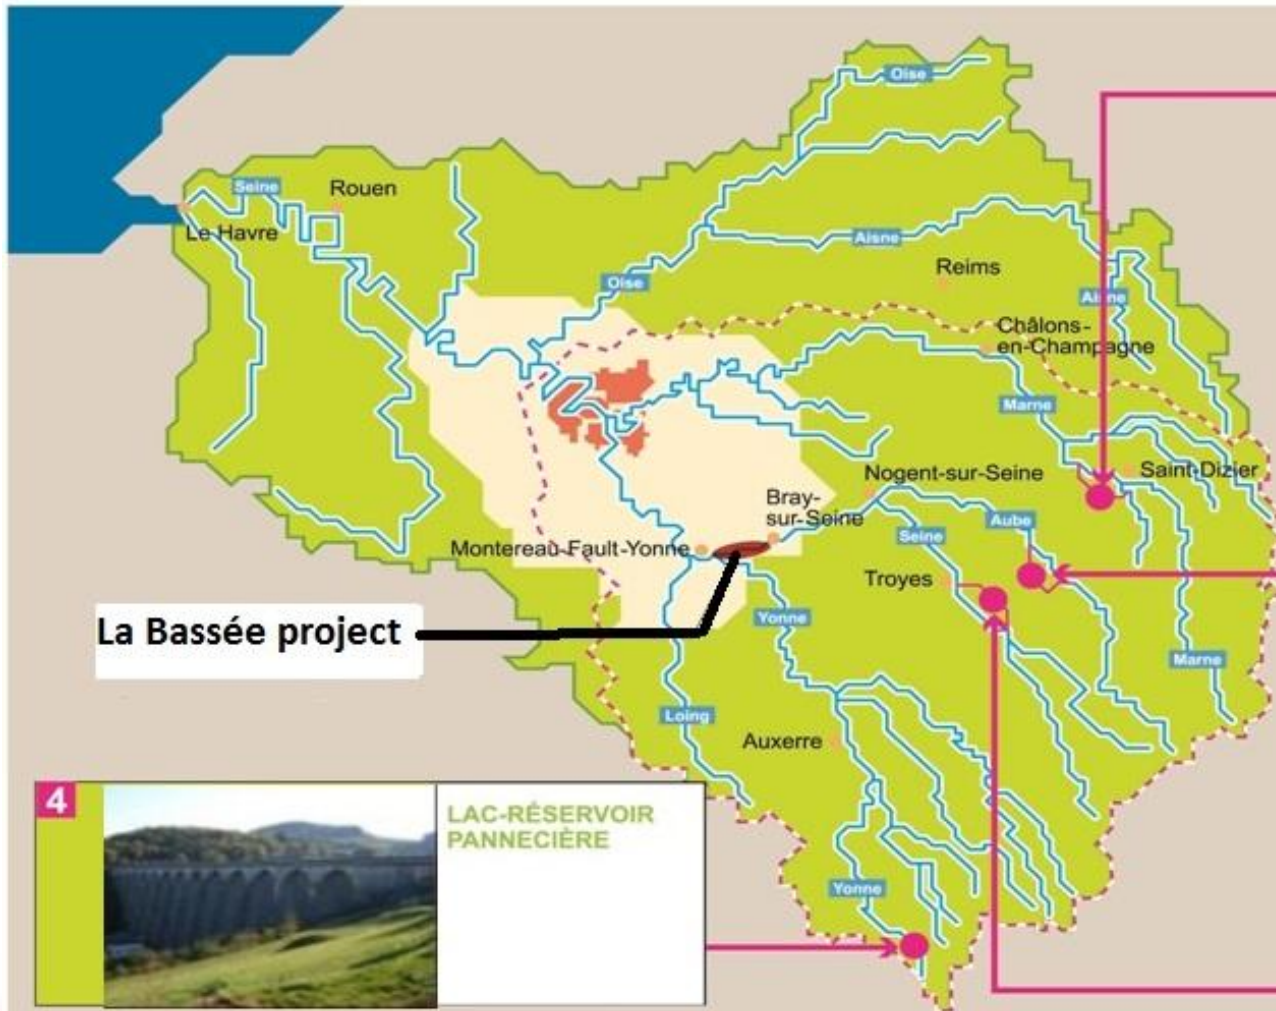 Oise
Seine
Rouen
Le Havre
Aisne
Reims
Oise
Aisne
Châlons-
en-Champagne
Marne
Nogent-sur-Seine
Saint-Dizier
Bray-
sur-Seine
Aube
Seine
Montereau-Fault-Yonne
Troyes
La Bassée project
Yonne
Marne
Loing
Auxerre
4
LAC-RÉSERVOIR
PANNECIÈRE
Yonne